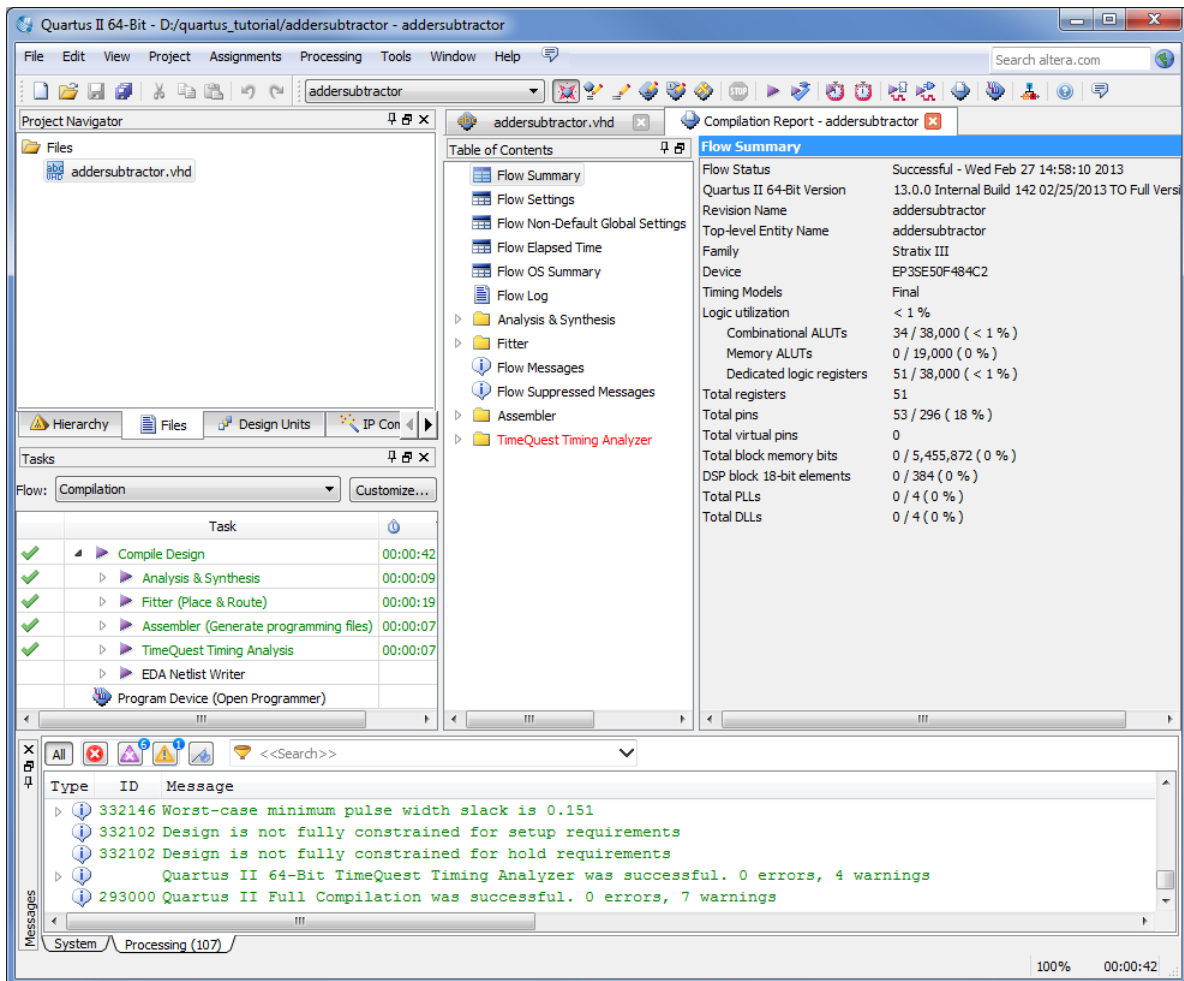 Quartus II 64-Bit - D:/quartus_tutorial/addersubtractor - addersubtractor
File Edit View Project Assignments Processing Tools Window Help
Search altera.com
addersubtractor
STOP
Project Navigator
Files
abd
VHD
addersubtractor.vhd
Hierarchy Files Design Units IP Con
Tasks
Flow: Compilation Customize...
Task
Compile Design 00:00:42
Analysis & Synthesis 00:00:09
Fitter (Place & Route) 00:00:19
Assembler (Generate programming files) 00:00:07
TimeQuest Timing Analysis 00:00:07
EDA Netlist Writer
Program Device (Open Programmer)
addersubtractor.vhd
Compilation Report - addersubtractor
Table of Contents
Flow Summary
Flow Settings
Flow Non-Default Global Settings
Flow Elapsed Time
Flow OS Summary
Flow Log
Analysis & Synthesis
Fitter
Flow Messages
Flow Suppressed Messages
Assembler
TimeQuest Timing Analyzer
Flow Summary
Flow Status Successful - Wed Feb 27 14:58:10 2013
Quartus II 64-Bit Version 13.0.0 Internal Build 142 02/25/2013 TO Full Versi
Revision Name addersubtractor
Top-level Entity Name addersubtractor
Family Stratix III
Device EP3SE50F484C2
Timing Models Final
Logic utilization < 1 %
Combinational ALUTs 34 / 38,000 ( < 1 % )
Memory ALUTs 0 / 19,000 ( 0 % )
Dedicated logic registers 51 / 38,000 ( < 1 % )
Total registers 51
Total pins 53 / 296 ( 18 % )
Total virtual pins 0
Total block memory bits 0 / 5,455,872 ( 0 % )
DSP block 18-bit elements 0 / 384 ( 0 % )
Total PLLs 0 / 4 ( 0 % )
Total DLLs 0 / 4 ( 0 % )
All 6 1 <<Search>>
Type ID Message
332146 Worst-case minimum pulse width slack is 0.151
332102 Design is not fully constrained for setup requirements
332102 Design is not fully constrained for hold requirements
Quartus II 64-Bit TimeQuest Timing Analyzer was successful. 0 errors, 4 warnings
293000 Quartus II Full Compilation was successful. 0 errors, 7 warnings
Messages
System Processing (107)
100% 00:00:42